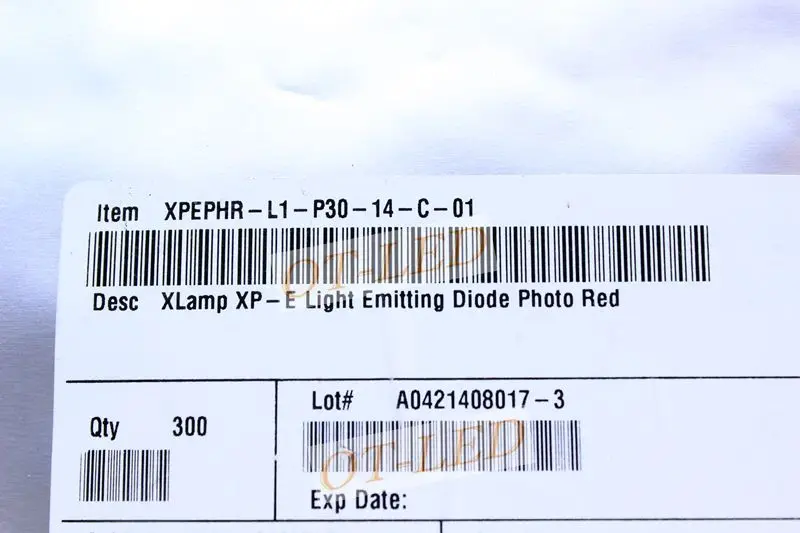 Item XPEPHR-L1-P30-14-C-01
OT-LED
Desc XLamp XP-E Light Emitting Diode Photo Red
Qty 300
Lot# A0421408017-3
OT-LED
Exp Date: